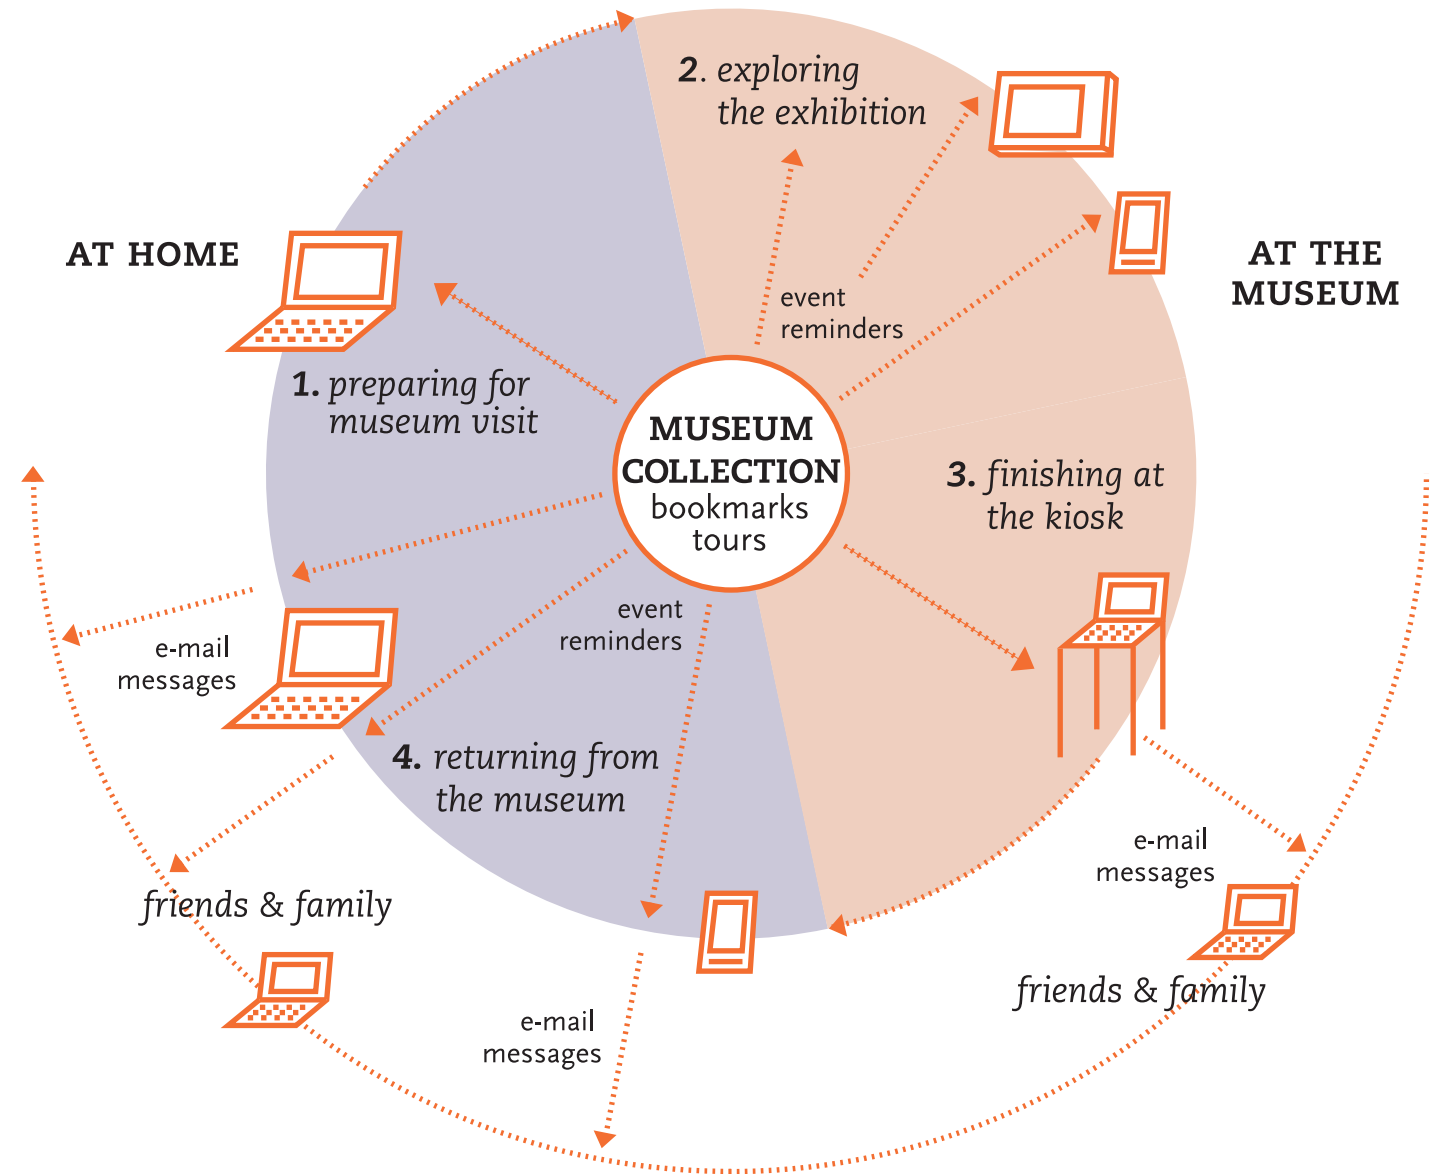 2. exploring
the exhibition
AT HOME
AT THE
MUSEUM
event
reminders
1. preparing for
museum visit
MUSEUM
COLLECTION
bookmarks
tours
3. finishing at
the kiosk
event
reminders
e-mail
messages
4. returning from
the museum
e-mail
messages
friends & family
friends & family
e-mail
messages